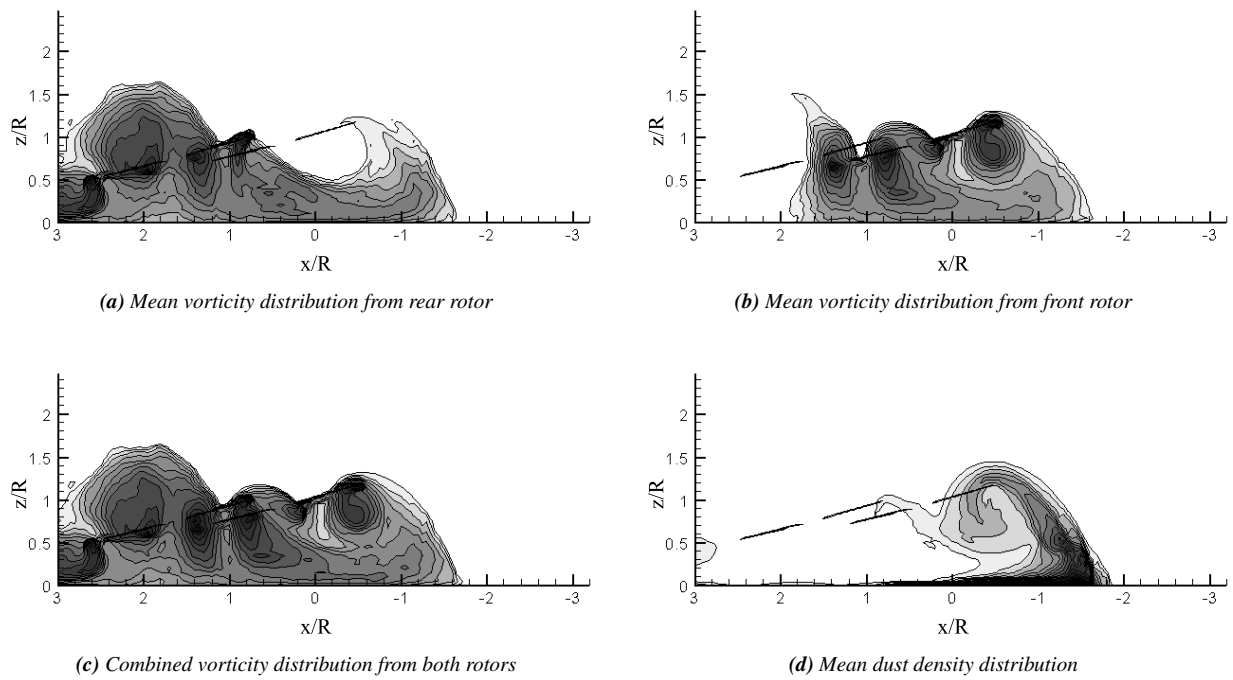 2
1.5
z/R
1
0.5
0
3 2 1 0 -1 -2 -3
x/R
(a) Mean vorticity distribution from rear rotor
2
1.5
z/R
1
0.5
0
3 2 1 0 -1 -2 -3
x/R
(b) Mean vorticity distribution from front rotor
2
1.5
z/R
1
0.5
0
3 2 1 0 -1 -2 -3
x/R
(c) Combined vorticity distribution from both rotors
2
1.5
z/R
1
0.5
0
3 2 1 0 -1 -2 -3
x/R
(d) Mean dust density distribution